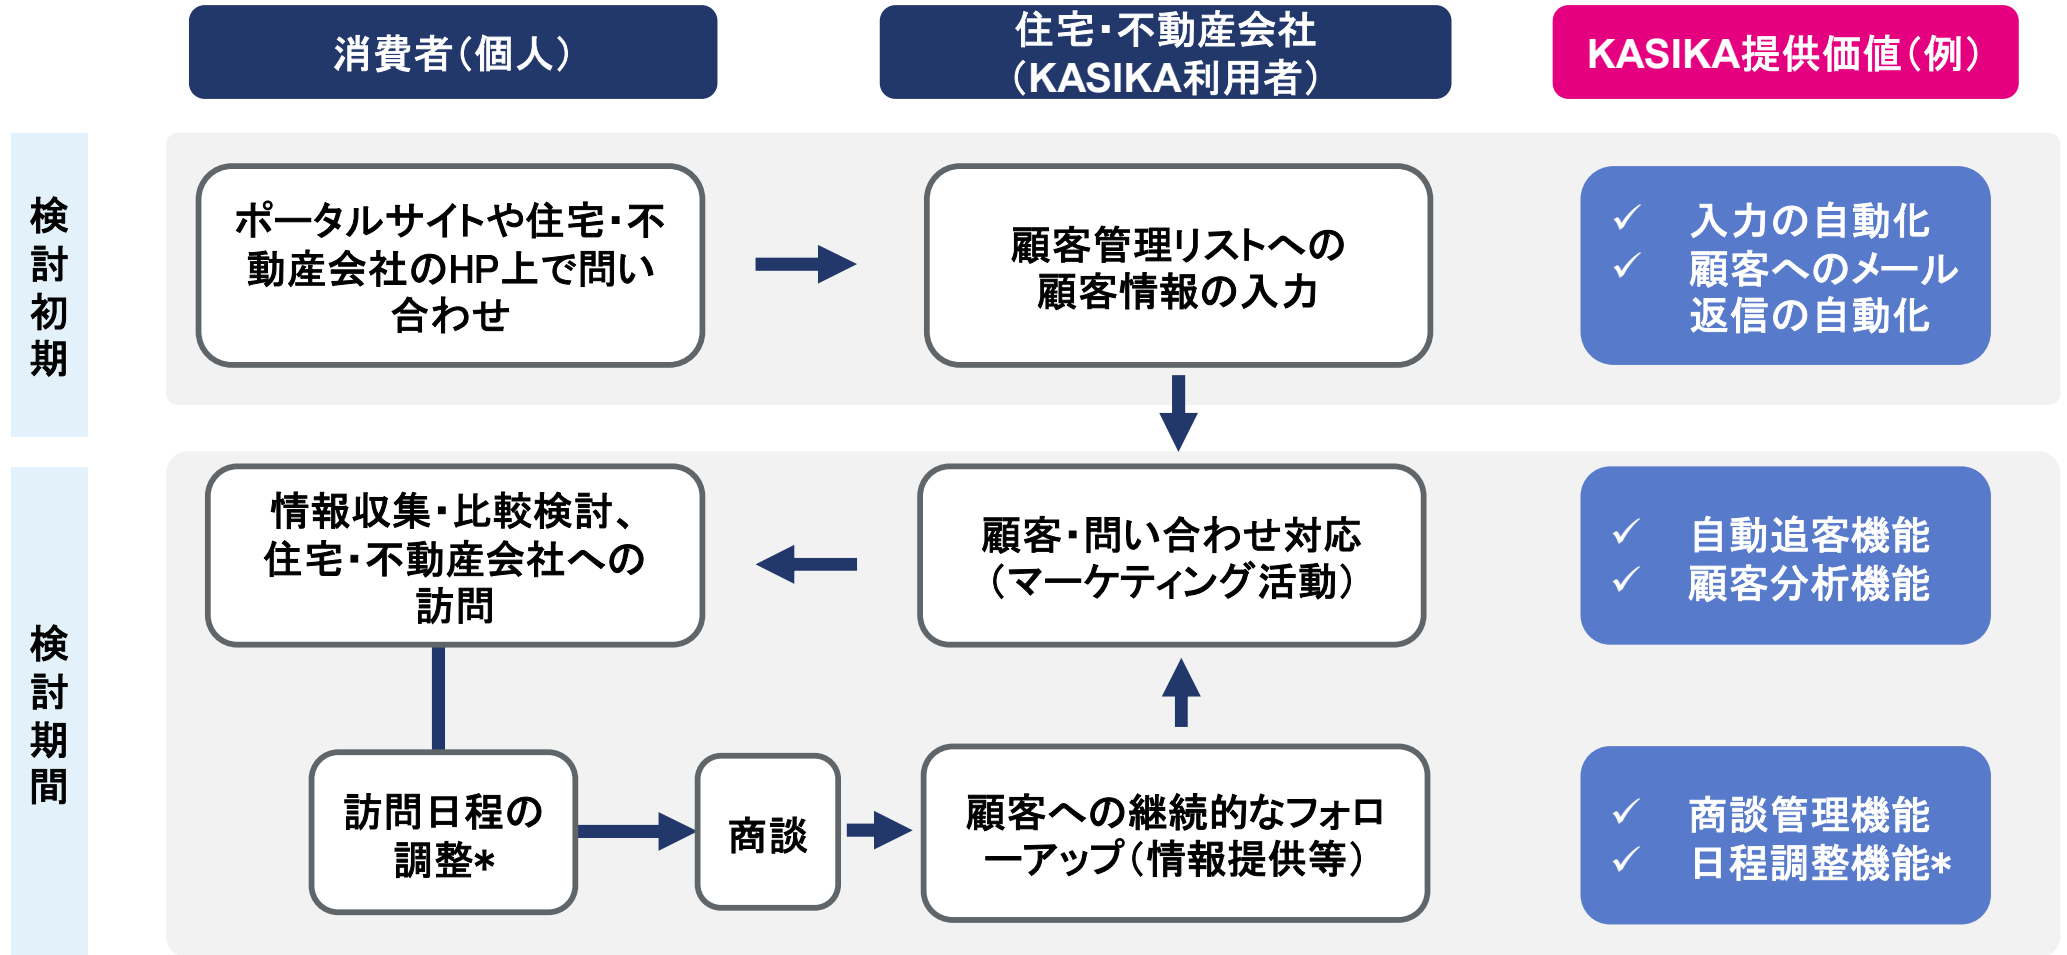 消費者（個人）
住宅・不動産会社
（KASIKA利用者）
KASIKA提供価値（例）
検討初期
ポータルサイトや住宅・不
動産会社のHP上で問い
合わせ
顧客管理リストへの
顧客情報の入力
✓ 入力の自動化
✓ 顧客へのメール
返信の自動化
検討期間
情報収集・比較検討、
住宅・不動産会社への
訪問
顧客・問い合わせ対応
（マーケティング活動）
✓ 自動追客機能
✓ 顧客分析機能
訪問日程の
調整*
商談
顧客への継続的なフォロ
ーアップ（情報提供等）
✓ 商談管理機能
✓ 日程調整機能*